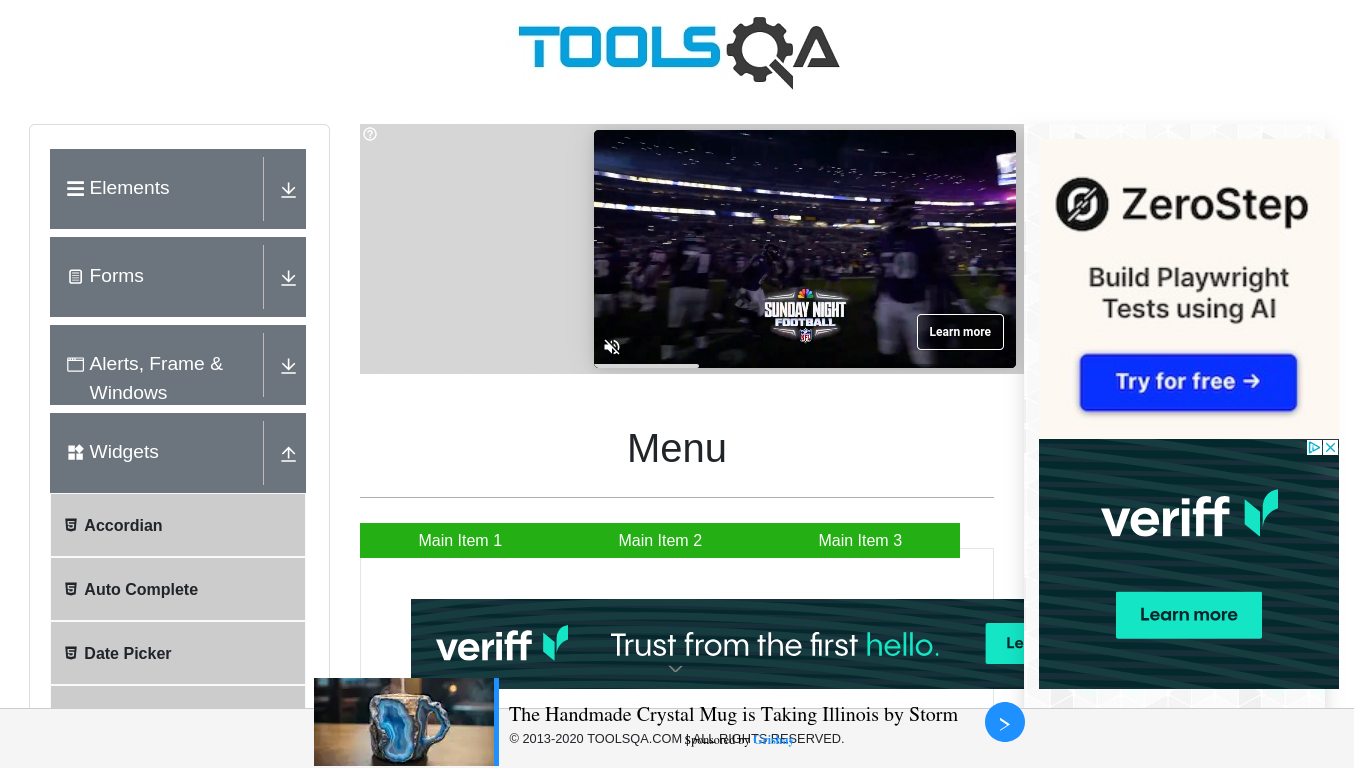 TOOLSQA
Elements
Forms
Alerts, Frame &
Windows
Widgets
Accordian
Auto Complete
Date Picker
SUNDAY NIGHT
FOOTBALL
Learn more
Menu
Main Item 1
Main Item 2
Main Item 3
veriff
Trust from the first hello.
Le
ZeroStep
Build Playwright
Tests using AI
Try for free →
veriff
Learn more
The Handmade Crystal Mug is Taking Illinois by Storm
© 2013-2020 TOOLSQA.COM | ALL RIGHTS RESERVED.
Sponsored by